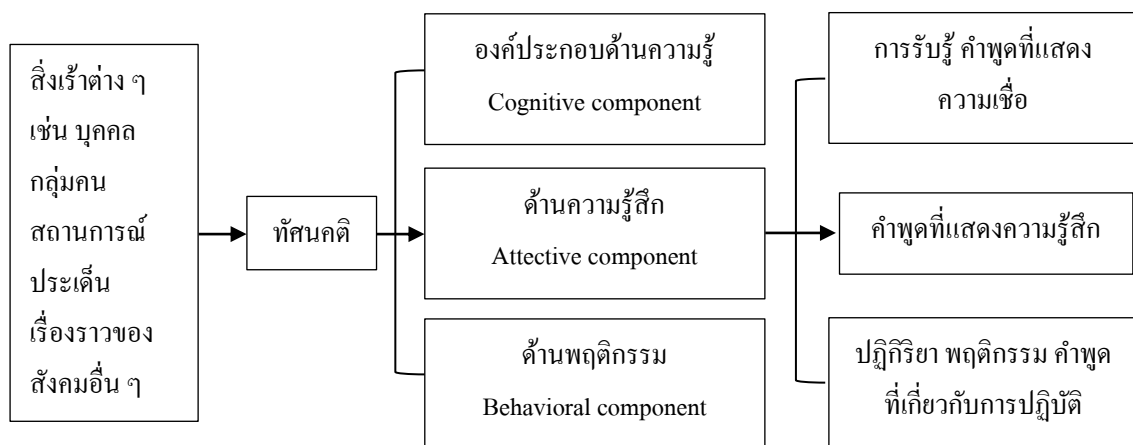 สิ่งเร้าต่าง ๆ
เช่น บุคคล
กลุ่มคน
สถานการณ์
ประเด็น
เรื่องราวของ
สังคมอื่น ๆ
ทัศนคติ
องค์ประกอบด้านความรู้
Cognitive component
ด้านความรู้สึก
Attective component
ด้านพฤติกรรม
Behavioral component
การรับรู้ คำพูดที่แสดง
ความเชื่อ
คำพูดที่แสดงความรู้สึก
ปฏิกิริยา พฤติกรรม คำพูด
ที่เกี่ยวกับการปฏิบัติ